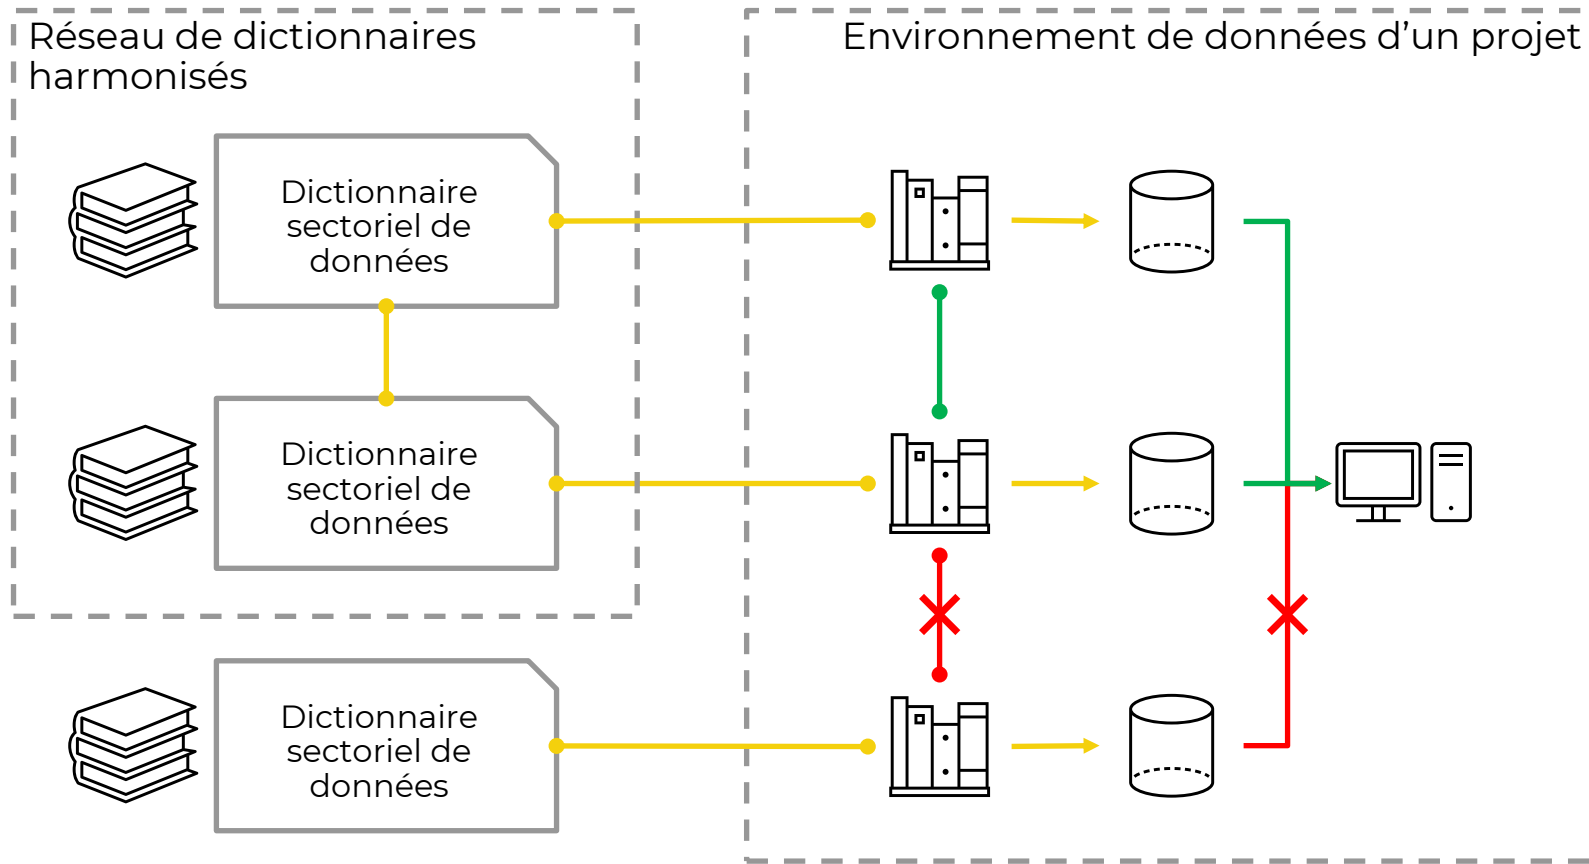 Réseau de dictionnaires
harmonisés
Environnement de données d’un projet
Dictionnaire
sectoriel de
données
Dictionnaire
sectoriel de
données
Dictionnaire
sectoriel de
données